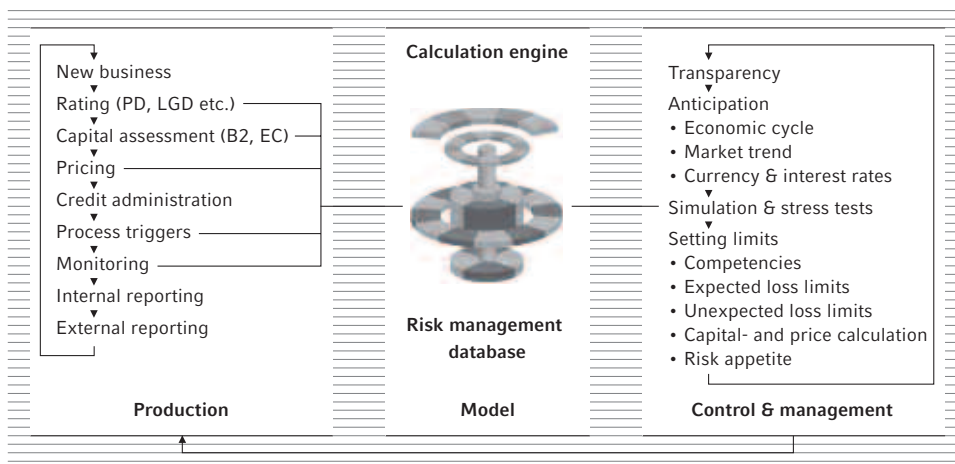 New business
Rating (PD, LGD etc.)
Capital assessment (B2, EC)
Pricing
Credit administration
Process triggers
Monitoring
Internal reporting
External reporting
Production
Calculation engine
Risk management
database
Model
Transparency
Anticipation
• Economic cycle
• Market trend
• Currency & interest rates
Simulation & stress tests
Setting limits
• Competencies
• Expected loss limits
• Unexpected loss limits
• Capital- and price calculation
• Risk appetite
Control & management